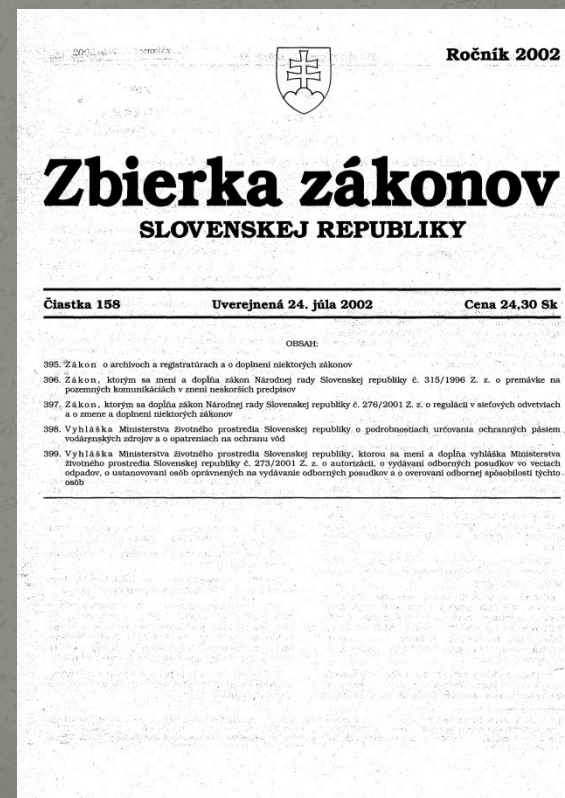 Ročník 2002
Zbierka zákonov
SLOVENSKEJ REPUBLIKY
Čiastka 158 Uverejnená 24. júla 2002 Cena 24,30 Sk
OBSAH:
395. Zákon o archívoch a registratúrach a o doplnení niektorých zákonov
396. Zákon, ktorým sa mení a dopĺňa zákon Národnej rady Slovenskej republiky č. 315/1996 Z. z. o premávke na
pozemných komunikáciách v znení neskorších predpisov
397. Zákon, ktorým sa dopĺňa zákon Národnej rady Slovenskej republiky č. 276/2001 Z. z. o regulácii v sieťových odvetviach
a o zmene a doplnení niektorých zákonov
398. Vyhláška Ministerstva životného prostredia Slovenskej republiky o podrobnostiach určovania ochranných pásiem
vodárenských zdrojov a o opatreniach na ochranu vôd
399. Vyhláška Ministerstva životného prostredia Slovenskej republiky, ktorou sa mení a dopĺňa vyhláška Ministerstva
životného prostredia Slovenskej republiky č. 273/2001 Z. z. o autorizácii, o vydávaní odborných posudkov vo veciach
odpadov, o ustanovovaní osôb oprávnených na vydávanie odborných posudkov a o overovaní odbornej spôsobilosti týchto
osôb